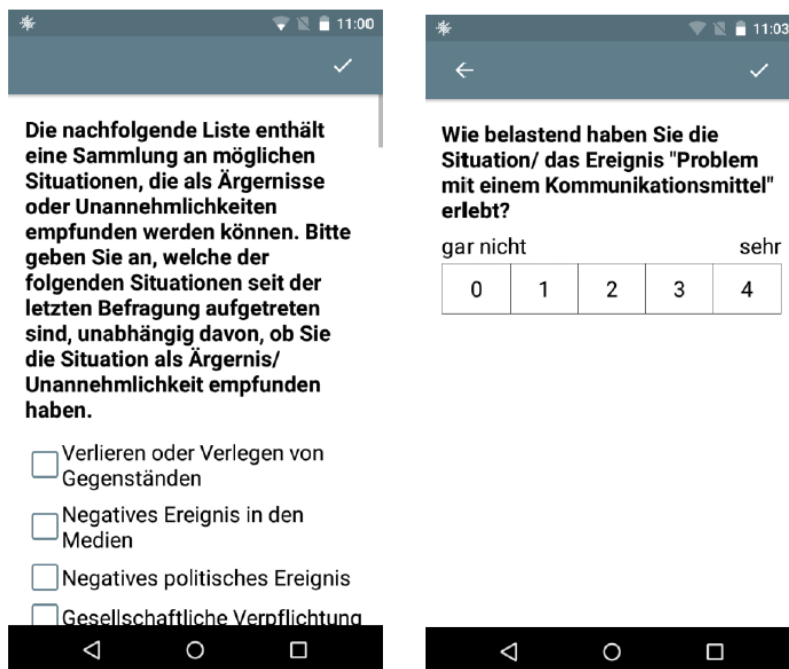 11:00
Die nachfolgende Liste enthält
eine Sammlung an möglichen
Situationen, die als Ärgernisse
oder Unannehmlichkeiten
empfunden werden können. Bitte
geben Sie an, welche der
folgenden Situationen seit der
letzten Befragung aufgetreten
sind, unabhängig davon, ob Sie
die Situation als Ärgernis/
Unannehmlichkeit empfunden
haben.
Verlieren oder Verlegen von
Gegenständen
Negatives Ereignis in den
Medien
Negatives politisches Ereignis
Gesellschaftliche Verpflichtung
11:03
Wie belastend haben Sie die
Situation/ das Ereignis "Problem
mit einem Kommunikationsmittel"
erlebt?
gar nicht sehr
0 1 2 3 4